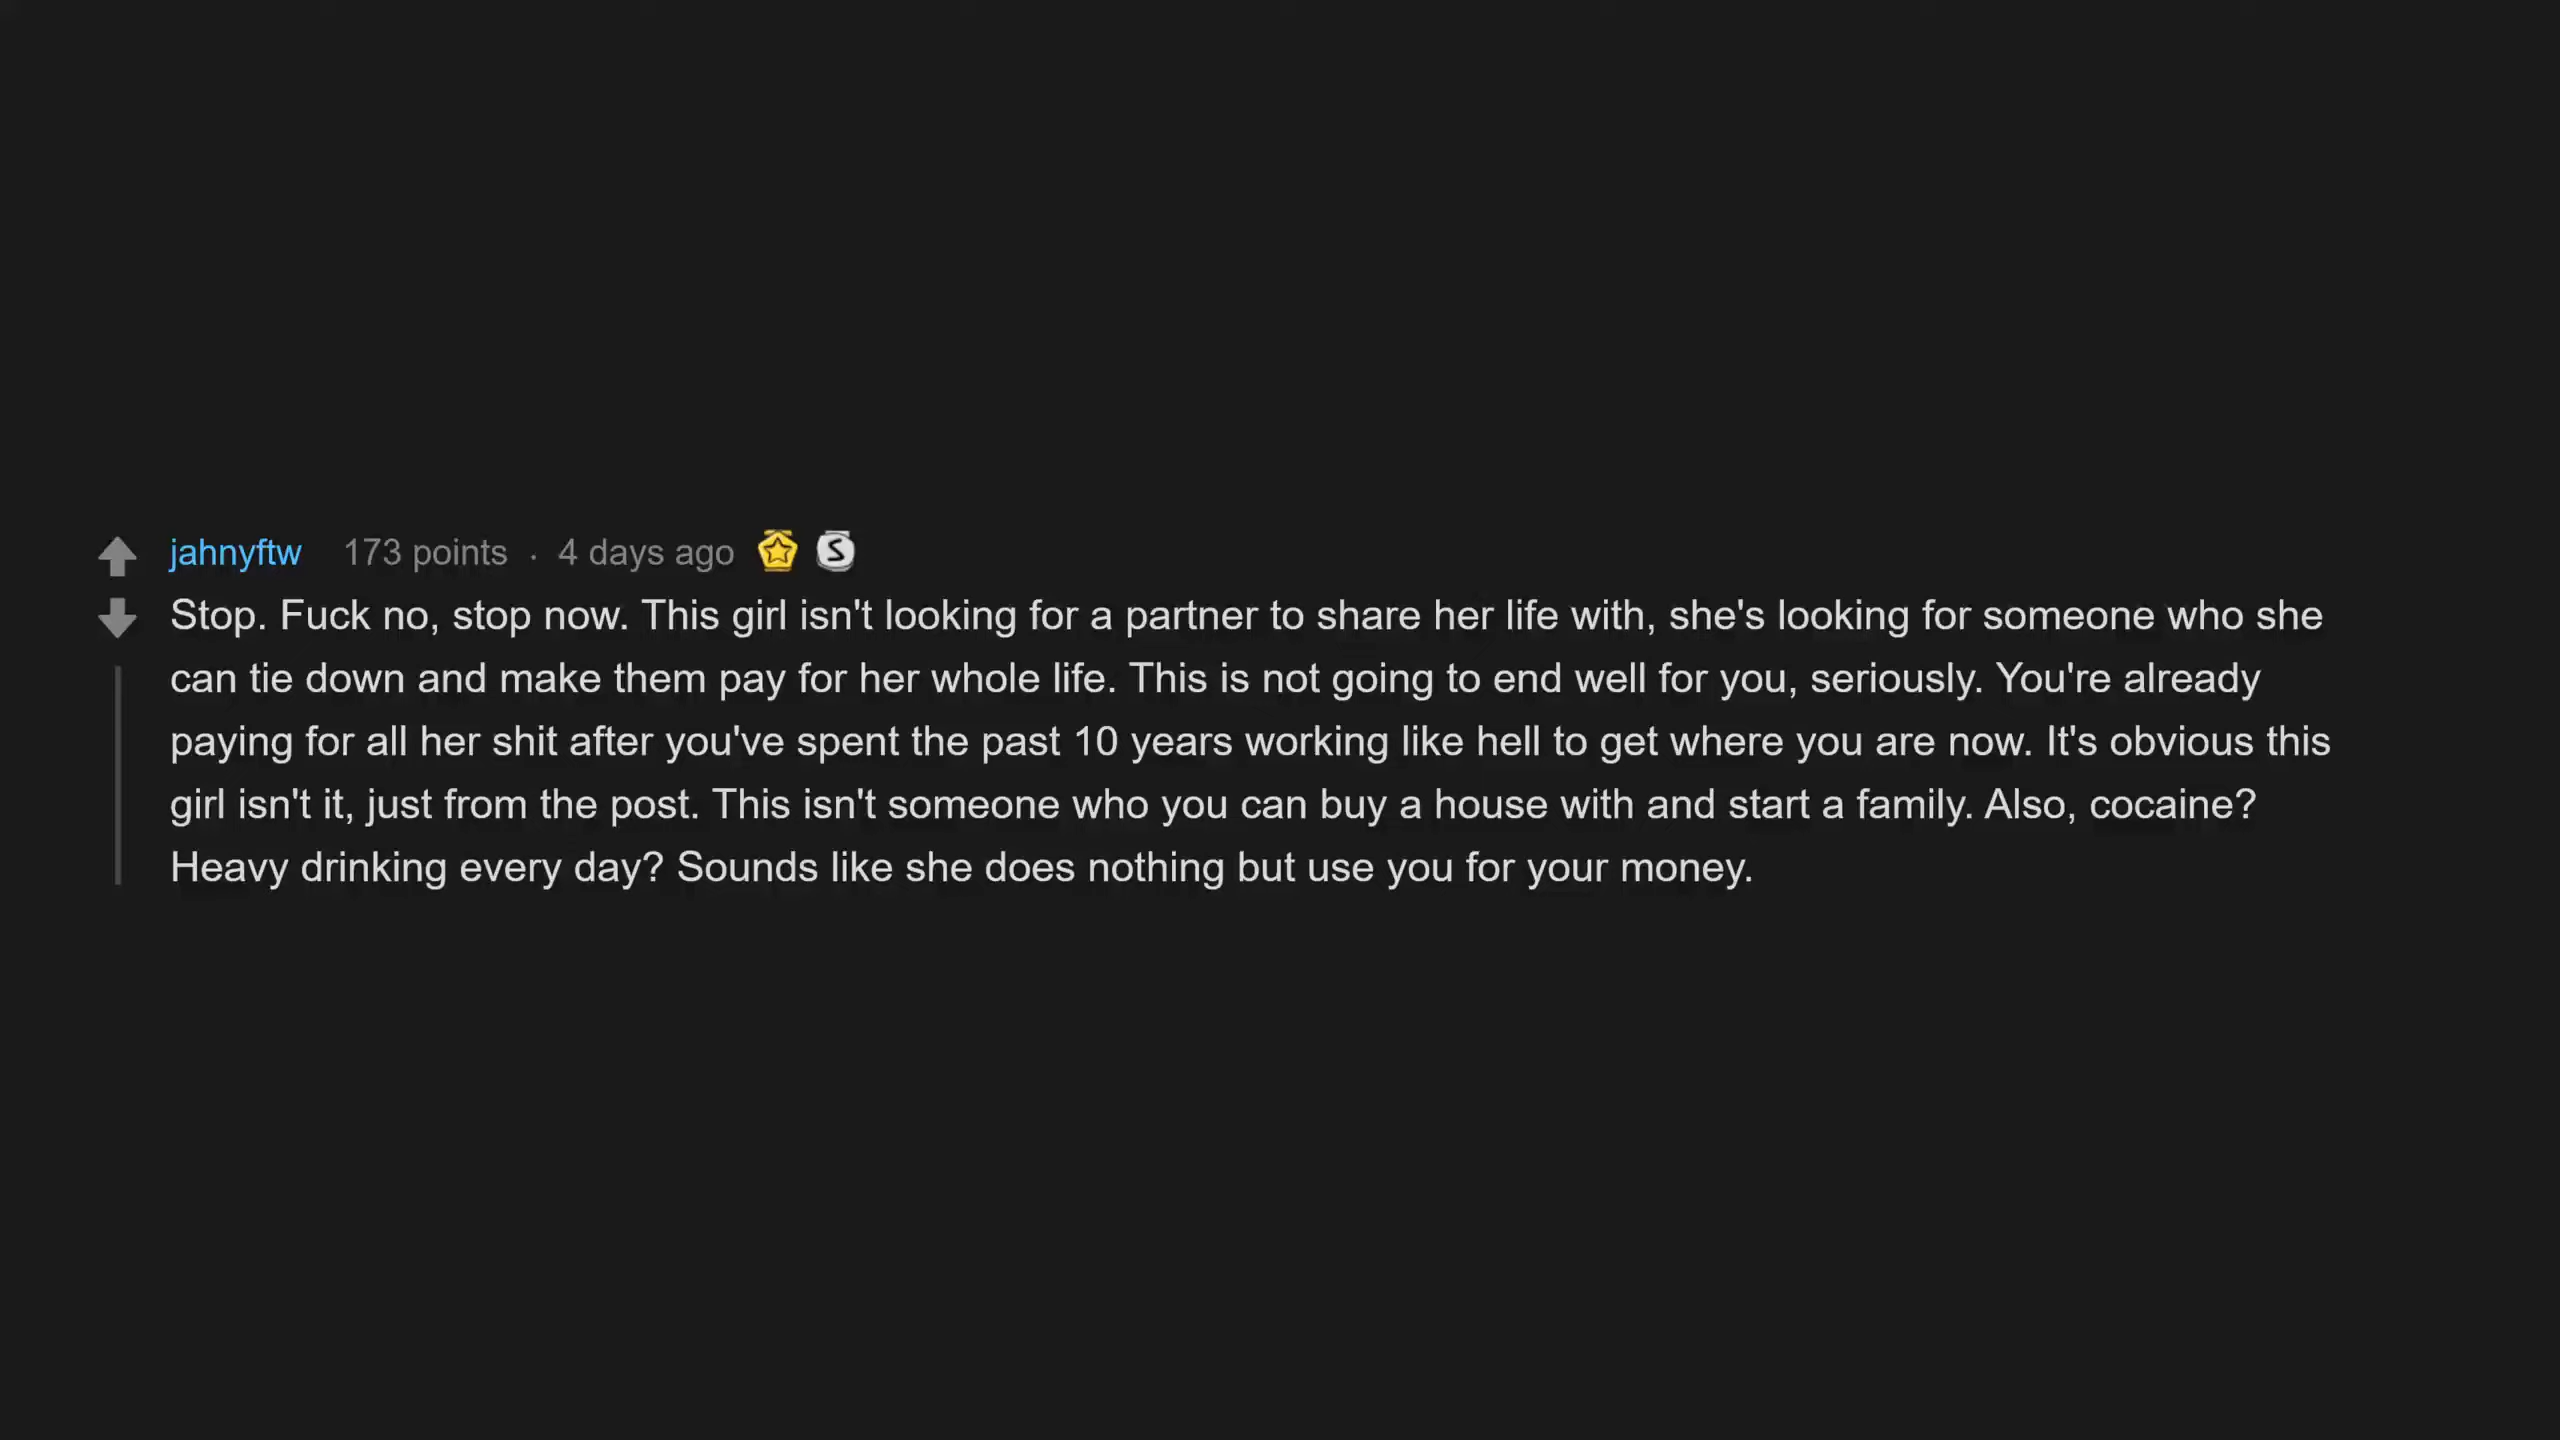 jahnyftw 173 points · 4 days ago S
Stop. Fuck no, stop now. This girl isn't looking for a partner to share her life with, she's looking for someone who she
can tie down and make them pay for her whole life. This is not going to end well for you, seriously. You're already
paying for all her shit after you've spent the past 10 years working like hell to get where you are now. It's obvious this
girl isn't it, just from the post. This isn't someone who you can buy a house with and start a family. Also, cocaine?
Heavy drinking every day? Sounds like she does nothing but use you for your money.